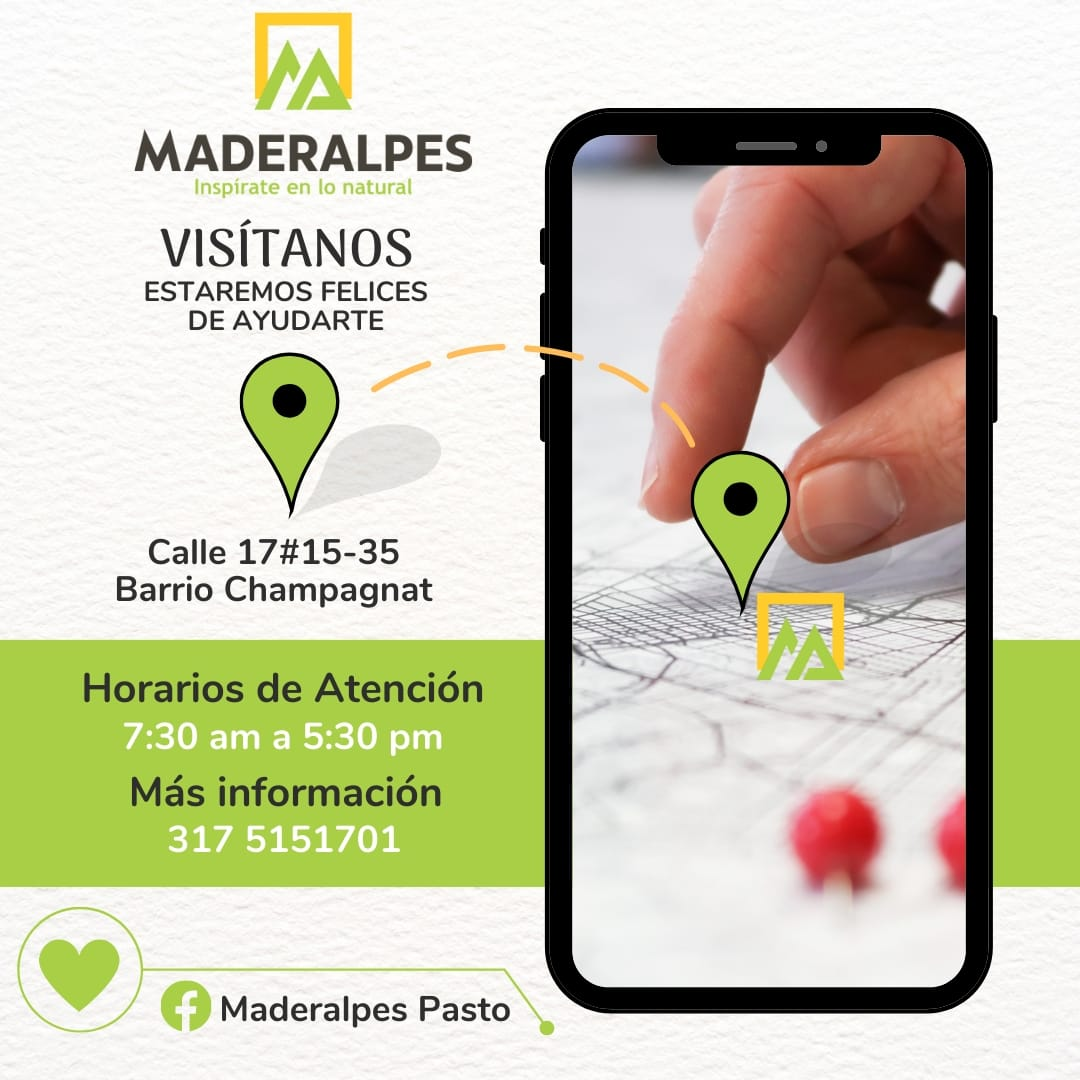 MADERALPES
Inspírate en lo natural
VISÍTANOS
ESTAREMOS FELICES
DE AYUDARTE
Calle 17#15-35
Barrio Champagnat
Horarios de Atención
7:30 am a 5:30 pm
Más información
317 5151701
Maderalpes Pasto